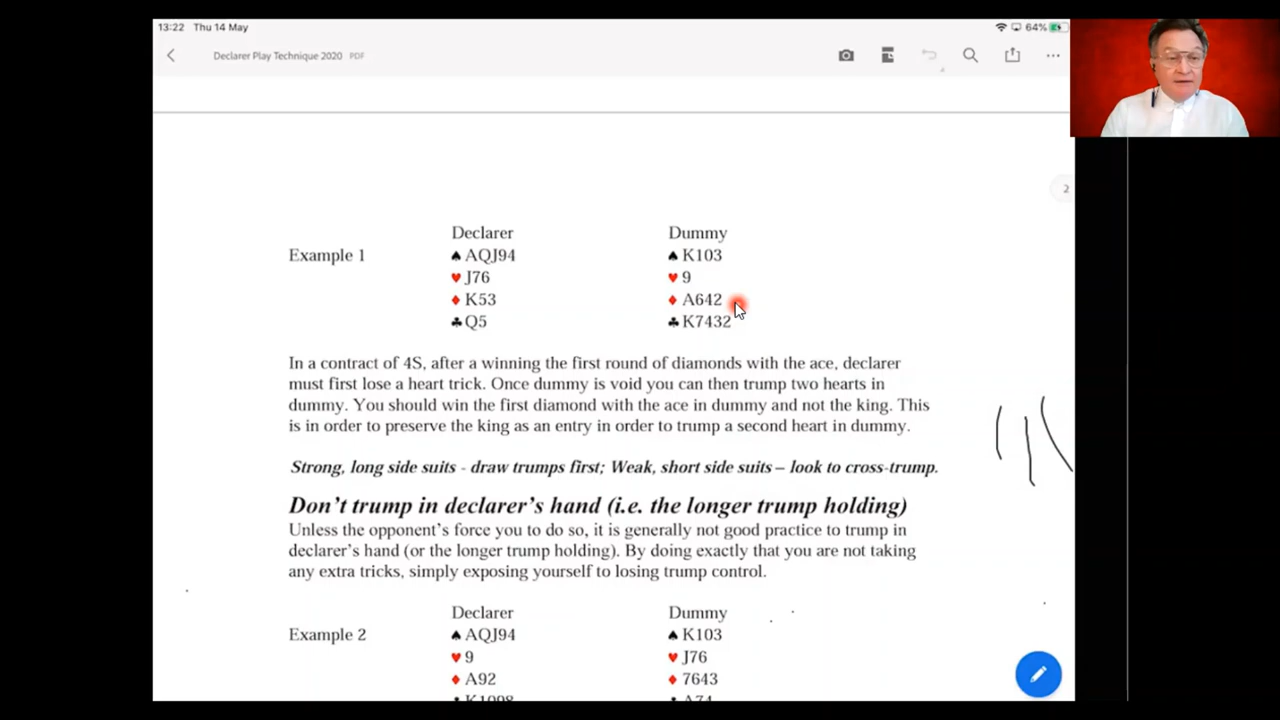 13:22 Thu 14 May
64%
Declarer Play Technique 2020 PDF
2
Declarer Dummy
Example 1 ♠ AQJ94 ♠ K103
♥ J76 ♥ 9
♦ K53 ♦ A642
♣ Q5 ♣ K7432
In a contract of 4S, after a winning the first round of diamonds with the ace, declarer
must first lose a heart trick. Once dummy is void you can then trump two hearts in
dummy. You should win the first diamond with the ace in dummy and not the king. This
is in order to preserve the king as an entry in order to trump a second heart in dummy.
Strong, long side suits - draw trumps first; Weak, short side suits – look to cross-trump.
Don't trump in declarer's hand (i.e. the longer trump holding)
Unless the opponent's force you to do so, it is generally not good practice to trump in
declarer's hand (or the longer trump holding). By doing exactly that you are not taking
any extra tricks, simply exposing yourself to losing trump control.
Declarer Dummy
Example 2 ♠ AQJ94 ♠ K103
♥ 9 ♥ J76
♦ A92 ♦ 7643